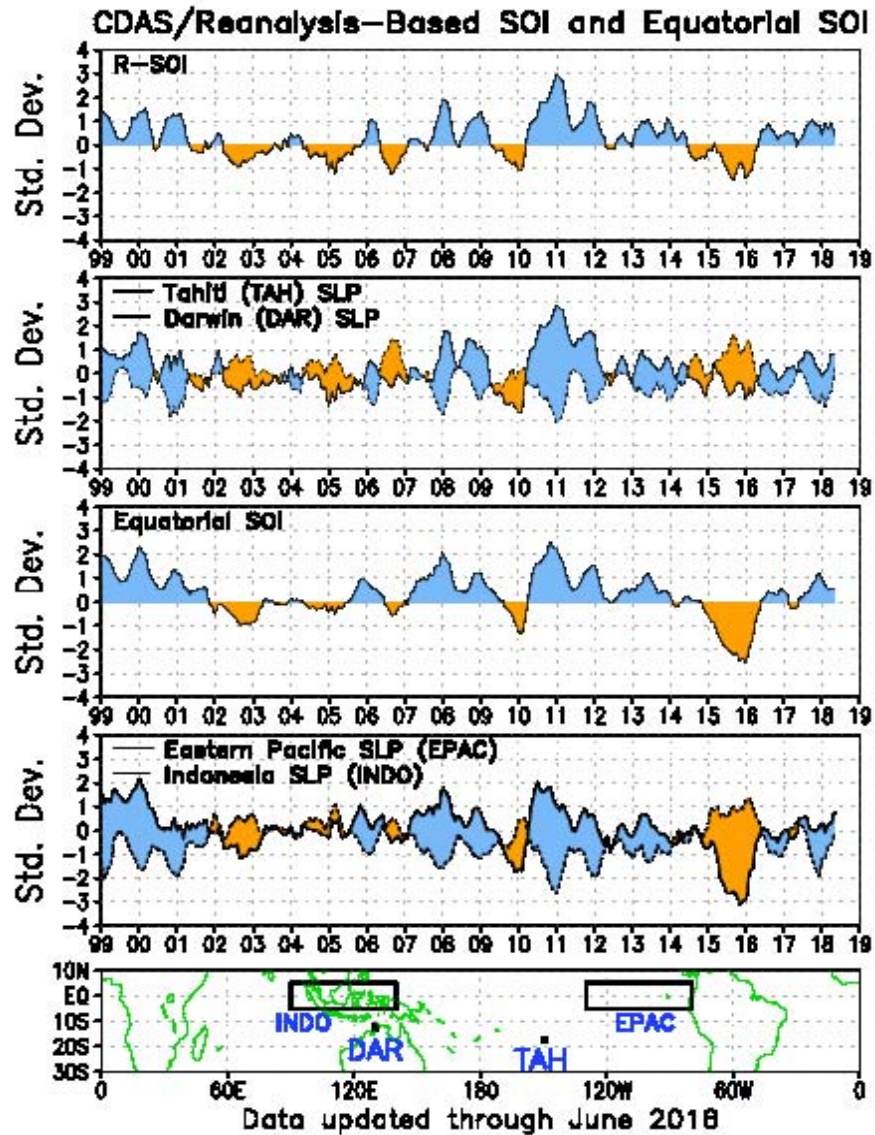 CDAS/Reanalysis-Based SOI and Equatorial SOI
R-SOI
Std. Dev.
4
3
2
1
0
-1
-2
-3
-4
99 00 01 02 03 04 05 06 07 08 09 10 11 12 13 14 15 16 17 18 19
Tahiti (TAH) SLP
Darwin (DAR) SLP
Std. Dev.
4
3
2
1
0
-1
-2
-3
-4
99 00 01 02 03 04 05 06 07 08 09 10 11 12 13 14 15 16 17 18 19
Equatorial SOI
Std. Dev.
4
3
2
1
0
-1
-2
-3
-4
99 00 01 02 03 04 05 06 07 08 09 10 11 12 13 14 15 16 17 18 19
Eastern Pacific SLP (EPAC)
Indonesia SLP (INDO)
Std. Dev.
4
3
2
1
0
-1
-2
-3
-4
99 00 01 02 03 04 05 06 07 08 09 10 11 12 13 14 15 16 17 18 19
10N
EQ
10S
20S
30S
INDO
EPAC
DAR
TAH
0 60E 120E 180 120W 60W 0
Data updated through June 2018